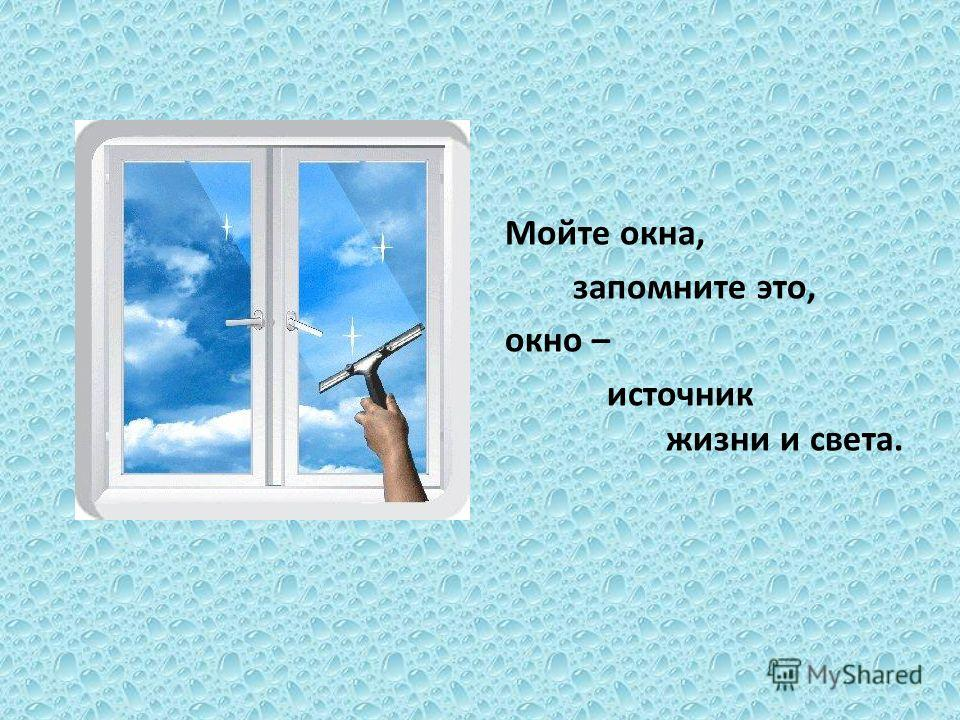 Мойте окна,
запомните это,
окно –
источник
жизни и света.
MyShared